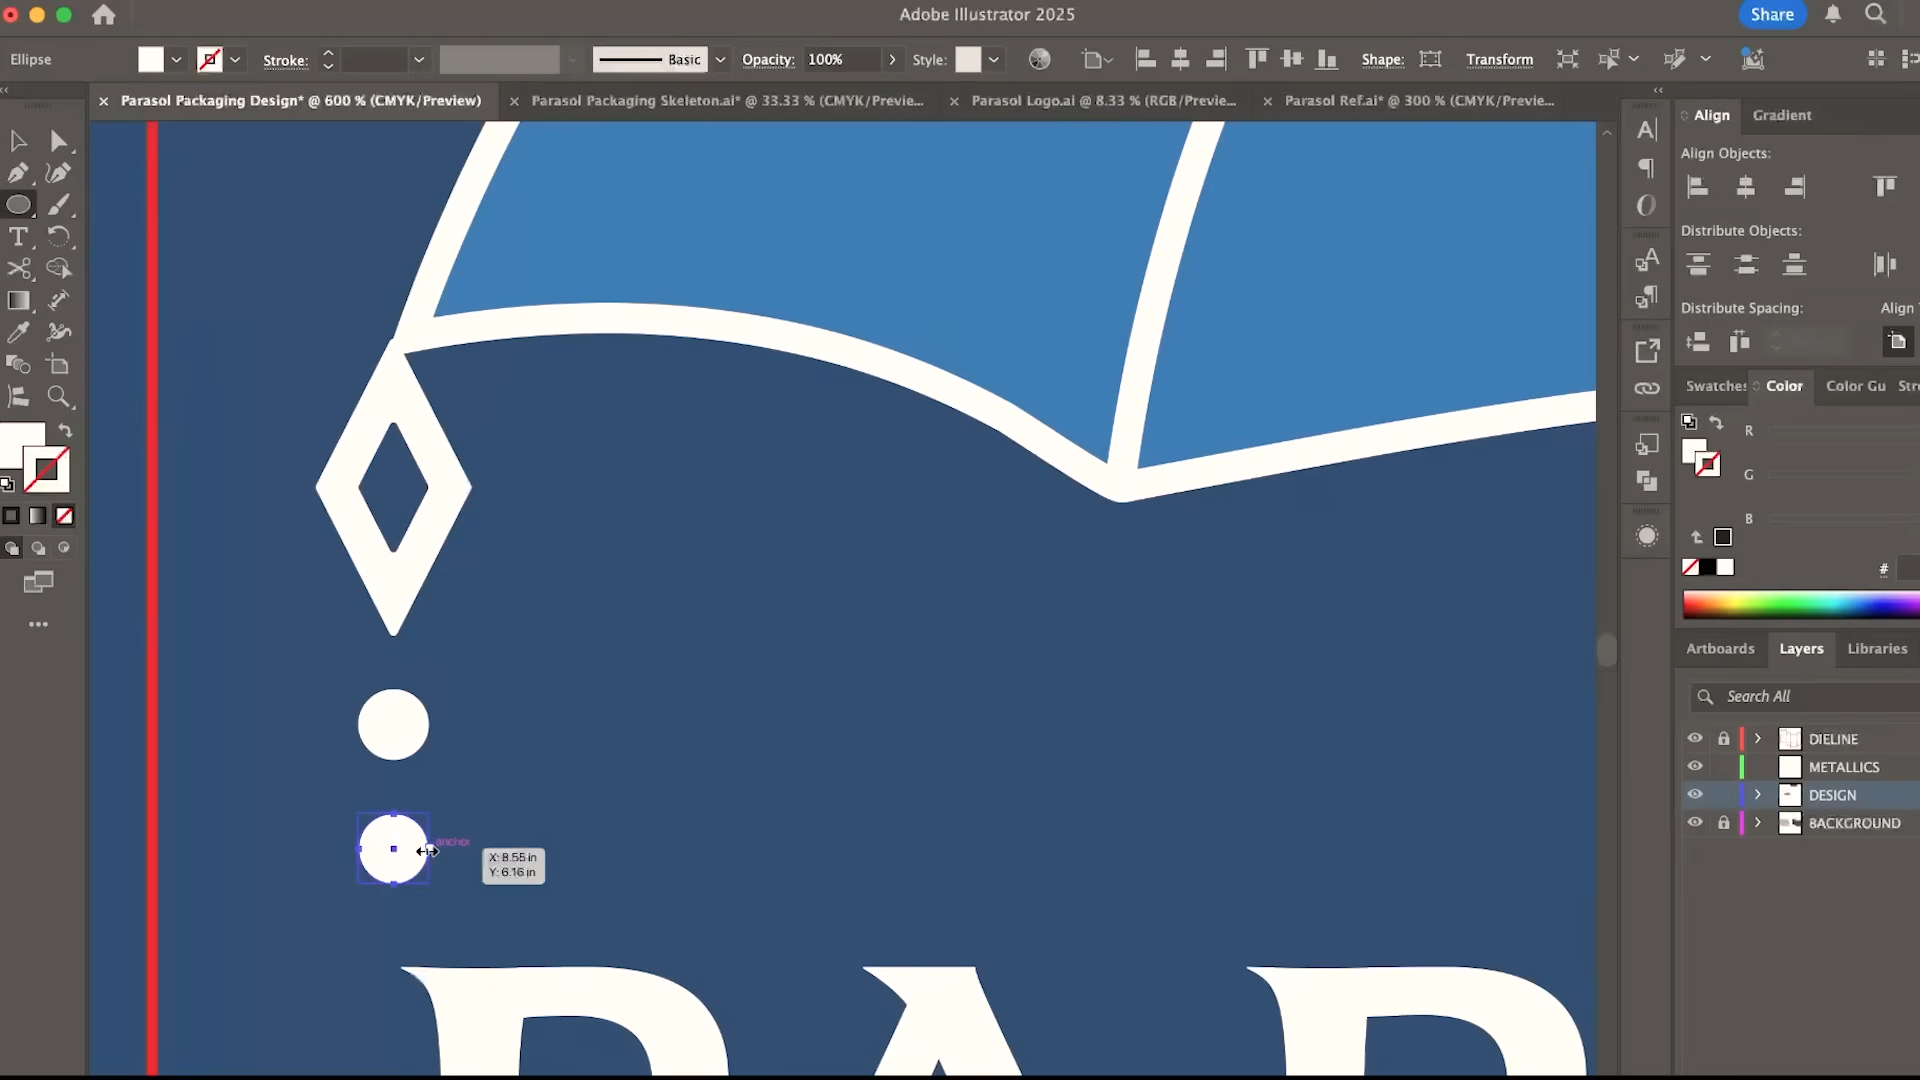 Adobe Illustrator 2025
Share
Ellipse
Stroke:
Basic
Opacity:
100%
Style:
Shape:
Transform
Parasol Packaging Design* @ 600 % (CMYK/Preview)
Parasol Packaging Skeleton.ai* @ 33.33 % (CMYK/Previe...
Parasol Logo.ai @ 8.33 % (RGB/Previe...
Parasol Ref.ai* @ 300 % (CMYK/Previe...
Align
Gradient
Align Objects:
Distribute Objects:
Distribute Spacing:
Align
Swatches
Color
Color Gu
Str
R
G
B
#
Artboards
Layers
Libraries
Search All
DIELINE
METALLICS
DESIGN
BACKGROUND
anchor
X: 8.55 in
Y: 6.16 in
PAR